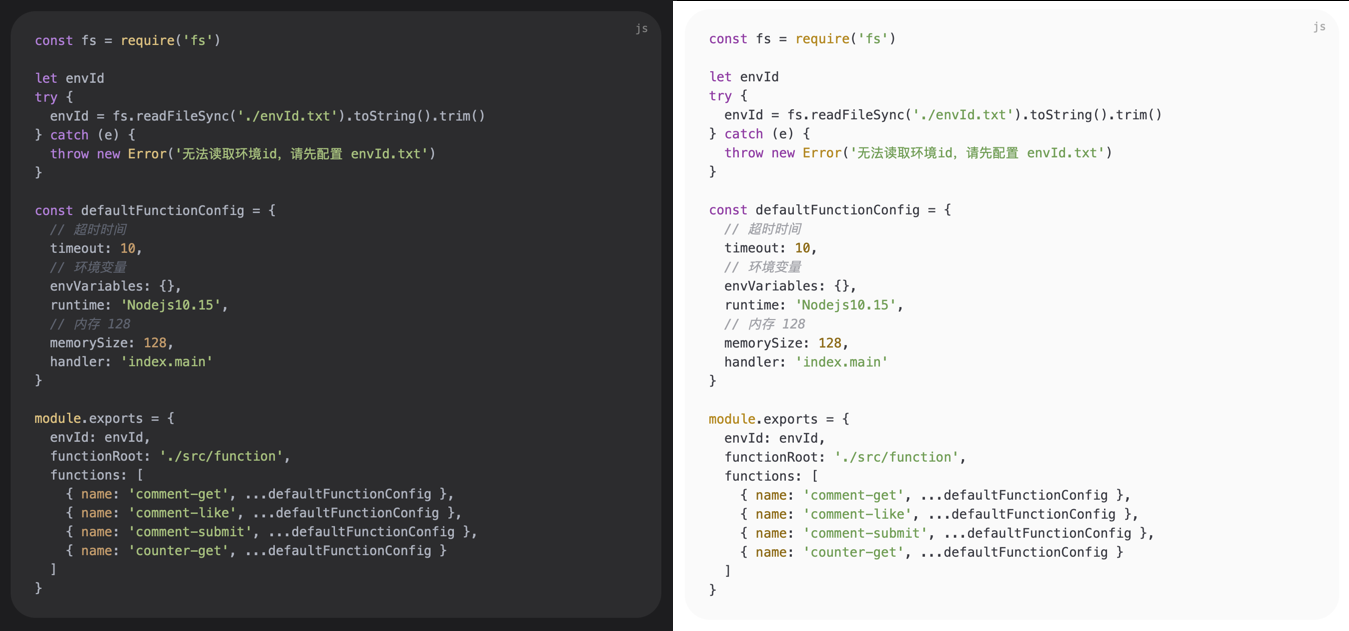 js
const fs = require('fs')

let envId
try {
  envId = fs.readFileSync('./envId.txt').toString().trim()
} catch (e) {
  throw new Error('无法读取环境id，请先配置 envId.txt')
}

const defaultFunctionConfig = {
  // 超时时间
  timeout: 10,
  // 环境变量
  envVariables: {},
  runtime: 'Nodejs10.15',
  // 内存 128
  memorySize: 128,
  handler: 'index.main'
}

module.exports = {
  envId: envId,
  functionRoot: './src/function',
  functions: [
    { name: 'comment-get', ...defaultFunctionConfig },
    { name: 'comment-like', ...defaultFunctionConfig },
    { name: 'comment-submit', ...defaultFunctionConfig },
    { name: 'counter-get', ...defaultFunctionConfig }
  ]
}
js
const fs = require('fs')

let envId
try {
  envId = fs.readFileSync('./envId.txt').toString().trim()
} catch (e) {
  throw new Error('无法读取环境id，请先配置 envId.txt')
}

const defaultFunctionConfig = {
  // 超时时间
  timeout: 10,
  // 环境变量
  envVariables: {},
  runtime: 'Nodejs10.15',
  // 内存 128
  memorySize: 128,
  handler: 'index.main'
}

module.exports = {
  envId: envId,
  functionRoot: './src/function',
  functions: [
    { name: 'comment-get', ...defaultFunctionConfig },
    { name: 'comment-like', ...defaultFunctionConfig },
    { name: 'comment-submit', ...defaultFunctionConfig },
    { name: 'counter-get', ...defaultFunctionConfig }
  ]
}